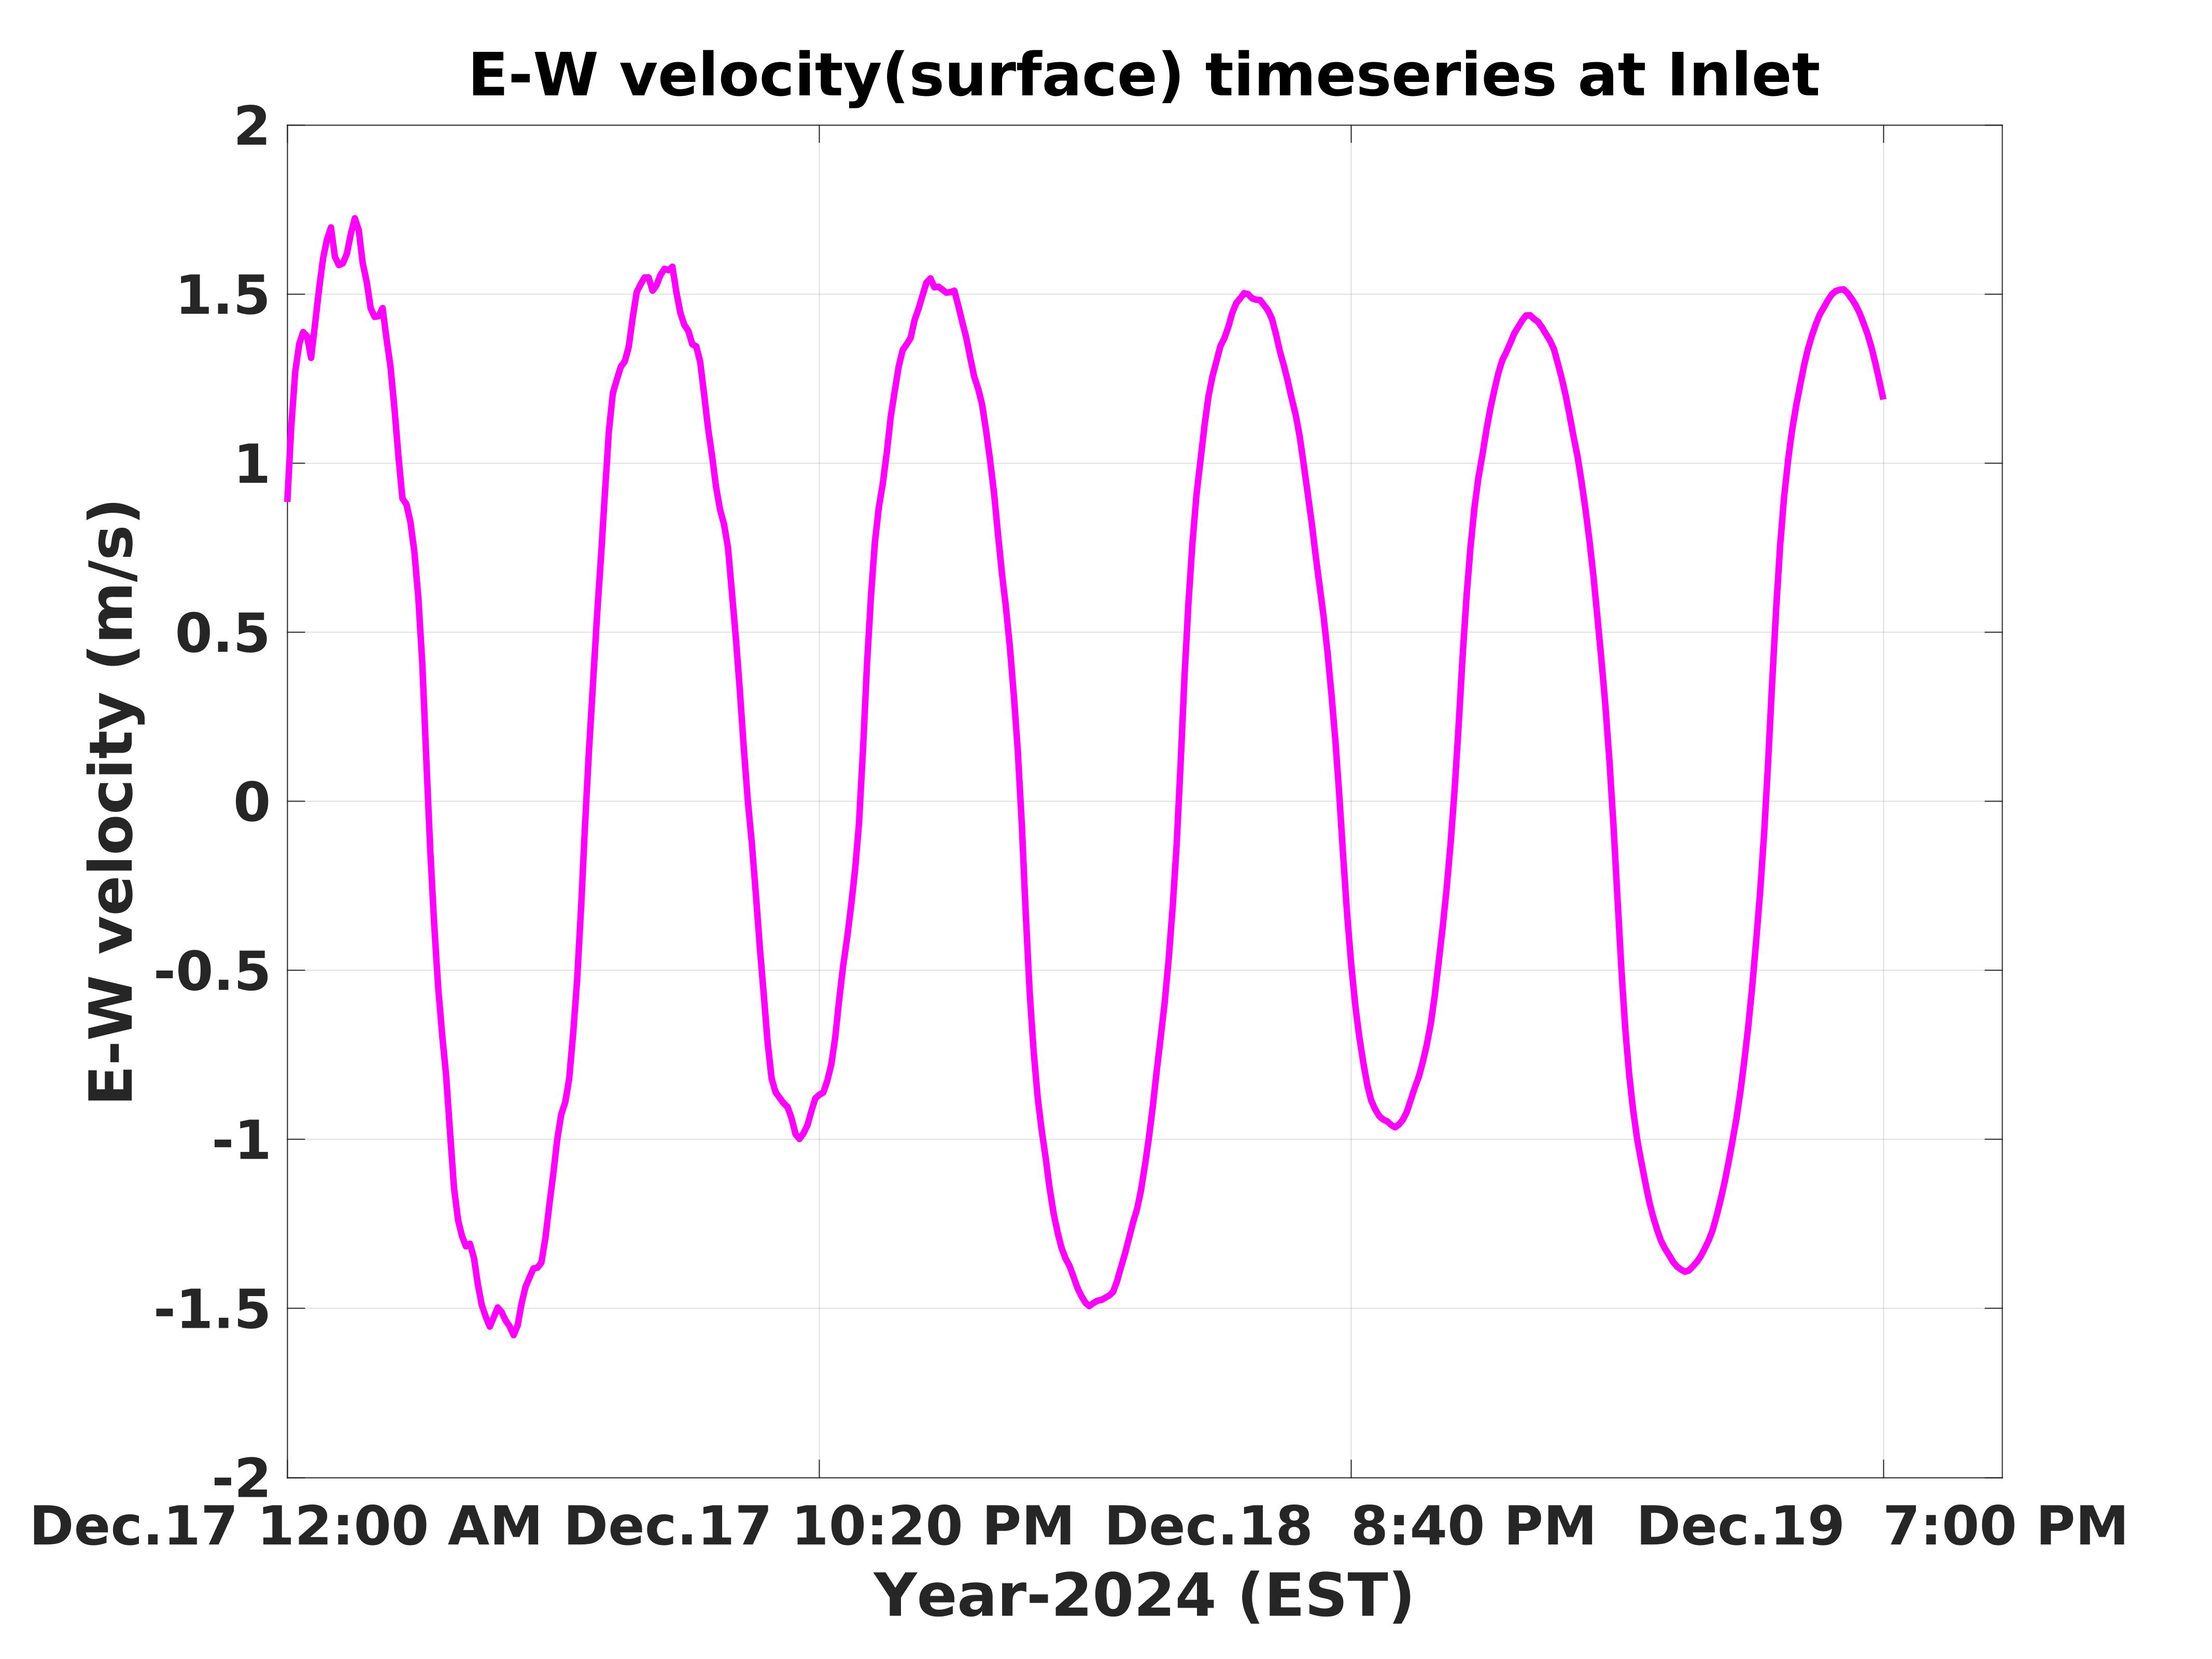 E-W velocity(surface) timeseries at Inlet
E-W velocity (m/s)
2
1.5
1
0.5
0
-0.5
-1
-1.5
-2
Dec.17 12:00 AM Dec.17 10:20 PM Dec.18 8:40 PM Dec.19 7:00 PM
Year-2024 (EST)